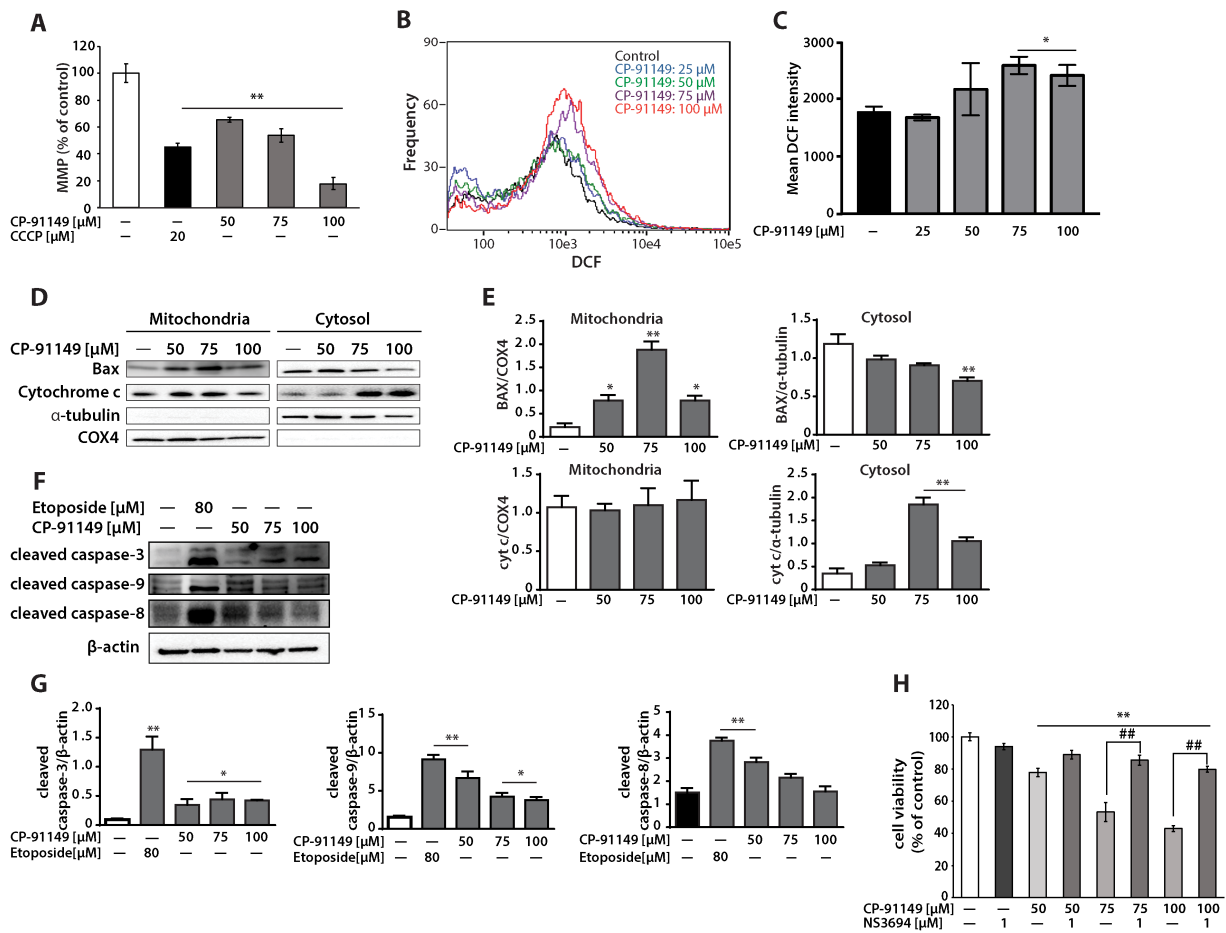 A
MMP (% of control)
120
100
80
60
40
20
0
**
CP-91149 [µM] — — 50 75 100
CCCP [µM] — 20 — — —
B
Frequency
90
60
30
0
Control
CP-91149: 25 µM
CP-91149: 50 µM
CP-91149: 75 µM
CP-91149: 100 µM
100 10e3 10e4 10e5
DCF
C
Mean DCF intensity
3000
2000
1000
0
*
CP-91149 [µM] — 25 50 75 100
D
Mitochondria Cytosol
CP-91149 [µM] — 50 75 100 — 50 75 100
Bax
Cytochrome c
α-tubulin
COX4
E
Mitochondria
BAX/COX4
2.5
2.0
1.5
1.0
0.5
0
* ** *
CP-91149 [µM] — 50 75 100
Cytosol
BAX/α-tubulin
1.5
1.0
0.5
0.0
**
CP-91149 [µM] — 50 75 100
Mitochondria
cyt c/COX4
1.5
1.0
0.5
0
CP-91149 [µM] — 50 75 100
Cytosol
cyt c/α-tubulin
2.5
2.0
1.5
1.0
0.5
0
**
CP-91149 [µM] — 50 75 100
F
Etoposide [µM] — 80 — — —
CP-91149 [µM] — — 50 75 100
cleaved caspase-3
cleaved caspase-9
cleaved caspase-8
β-actin
G
cleaved
caspase-3/β-actin
2.0
1.5
1.0
0.5
0
** *
CP-91149 [µM] — — 50 75 100
Etoposide[µM] — 80 — — —
cleaved
caspase-9/β-actin
15
10
5
0
** *
CP-91149 [µM] — — 50 75 100
Etoposide[µM] — 80 — — —
cleaved
caspase-8/β-actin
5
4
3
2
1
0
**
CP-91149 [µM] — — 50 75 100
Etoposide[µM] — 80 — — —
H
cell viability
(% of control)
120
100
80
60
40
20
0
**
## ##
CP-91149 [µM] — — 50 50 75 75 100 100
NS3694 [µM] — 1 — 1 — 1 — 1